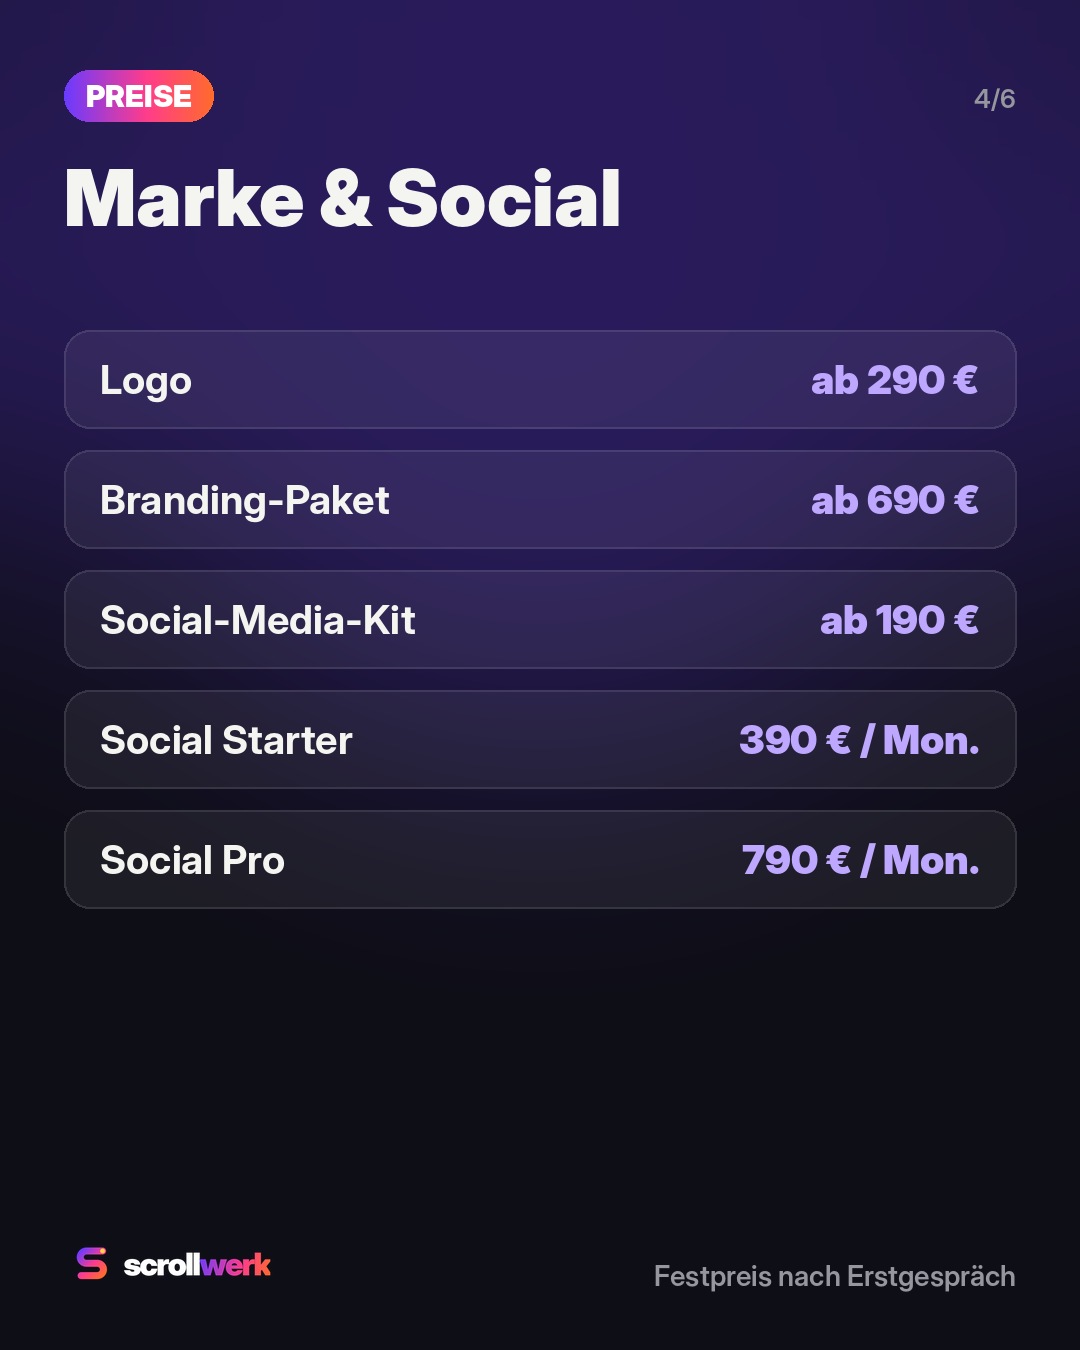 PREISE
4/6
Marke & Social
Logo ab 290 €
Branding-Paket ab 690 €
Social-Media-Kit ab 190 €
Social Starter 390 € / Mon.
Social Pro 790 € / Mon.
scrollwerk
Festpreis nach Erstgespräch